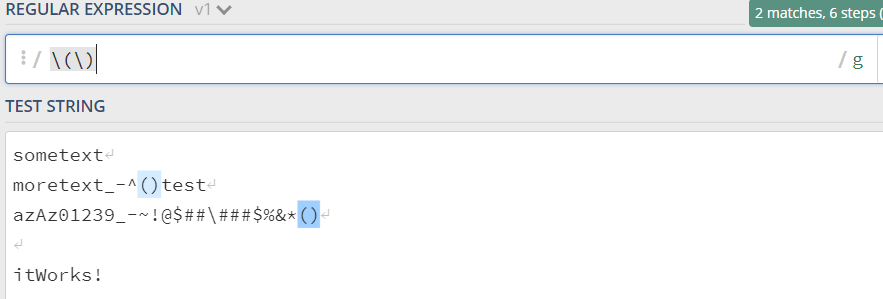 REGULAR EXPRESSION v1
2 matches, 6 steps (
/ \(\) / g
TEST STRING
sometext
moretext_-^()test
azAz01239_-~!@$##\###$%&*()
itWorks!